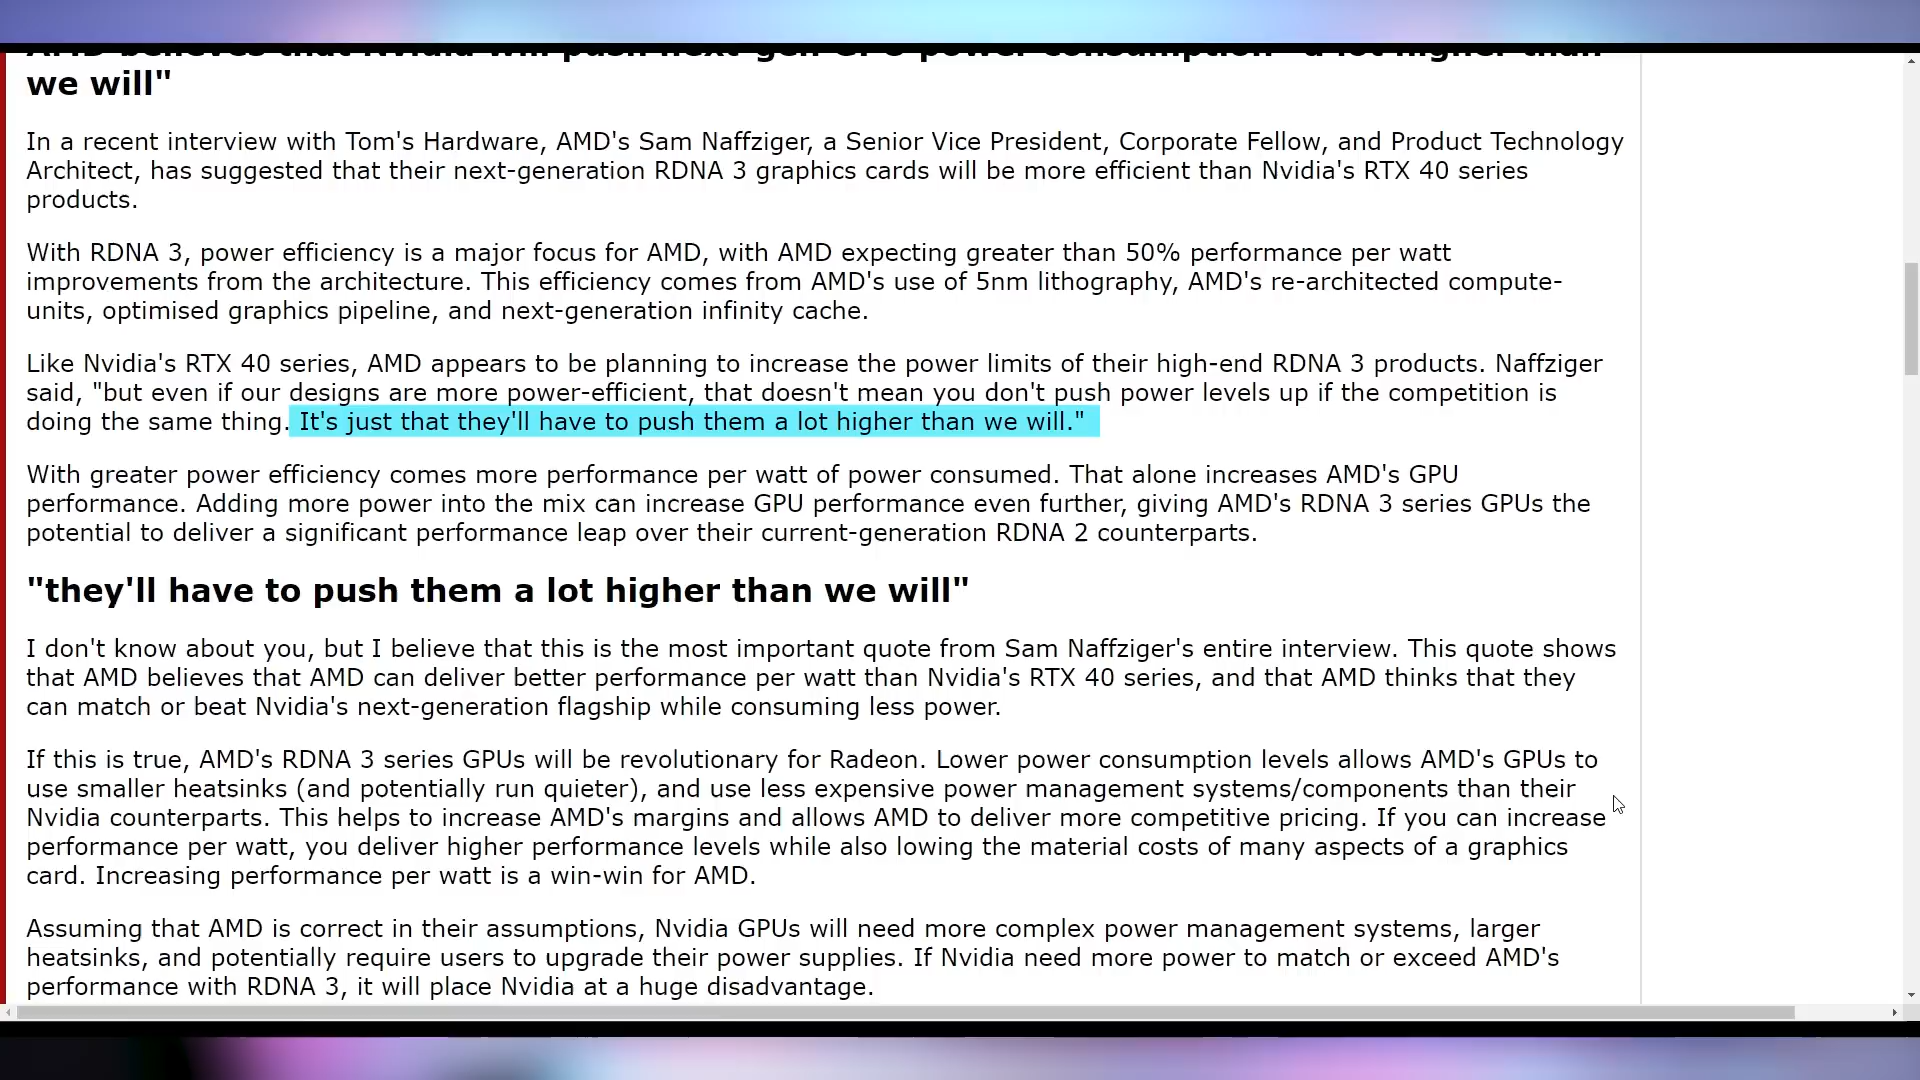 AMD believes that Nvidia will push next-gen GPU power consumption "a lot higher than
we will"
In a recent interview with Tom's Hardware, AMD's Sam Naffziger, a Senior Vice President, Corporate Fellow, and Product Technology
Architect, has suggested that their next-generation RDNA 3 graphics cards will be more efficient than Nvidia's RTX 40 series
products.
With RDNA 3, power efficiency is a major focus for AMD, with AMD expecting greater than 50% performance per watt
improvements from the architecture. This efficiency comes from AMD's use of 5nm lithography, AMD's re-architected compute-
units, optimised graphics pipeline, and next-generation infinity cache.
Like Nvidia's RTX 40 series, AMD appears to be planning to increase the power limits of their high-end RDNA 3 products. Naffziger
said, "but even if our designs are more power-efficient, that doesn't mean you don't push power levels up if the competition is
doing the same thing. It's just that they'll have to push them a lot higher than we will."
With greater power efficiency comes more performance per watt of power consumed. That alone increases AMD's GPU
performance. Adding more power into the mix can increase GPU performance even further, giving AMD's RDNA 3 series GPUs the
potential to deliver a significant performance leap over their current-generation RDNA 2 counterparts.
"they'll have to push them a lot higher than we will"
I don't know about you, but I believe that this is the most important quote from Sam Naffziger's entire interview. This quote shows
that AMD believes that AMD can deliver better performance per watt than Nvidia's RTX 40 series, and that AMD thinks that they
can match or beat Nvidia's next-generation flagship while consuming less power.
If this is true, AMD's RDNA 3 series GPUs will be revolutionary for Radeon. Lower power consumption levels allows AMD's GPUs to
use smaller heatsinks (and potentially run quieter), and use less expensive power management systems/components than their
Nvidia counterparts. This helps to increase AMD's margins and allows AMD to deliver more competitive pricing. If you can increase
performance per watt, you deliver higher performance levels while also lowing the material costs of many aspects of a graphics
card. Increasing performance per watt is a win-win for AMD.
Assuming that AMD is correct in their assumptions, Nvidia GPUs will need more complex power management systems, larger
heatsinks, and potentially require users to upgrade their power supplies. If Nvidia need more power to match or exceed AMD's
performance with RDNA 3, it will place Nvidia at a huge disadvantage.